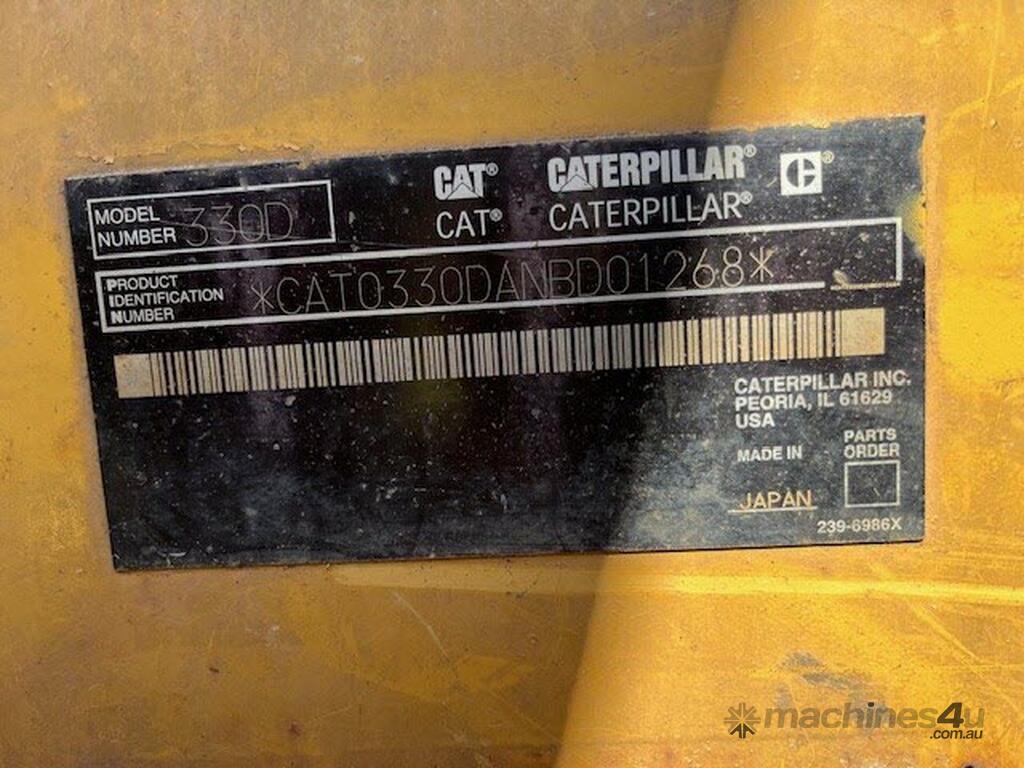 CAT® CATERPILLAR® ®
CAT® CATERPILLAR®
MODEL
NUMBER 330D
PRODUCT
IDENTIFICATION
NUMBER *CAT0330DANBD01268*
CATERPILLAR INC.
PEORIA, IL 61629
USA
MADE IN
JAPAN
PARTS
ORDER
239-6986X
machines4u
.com.au